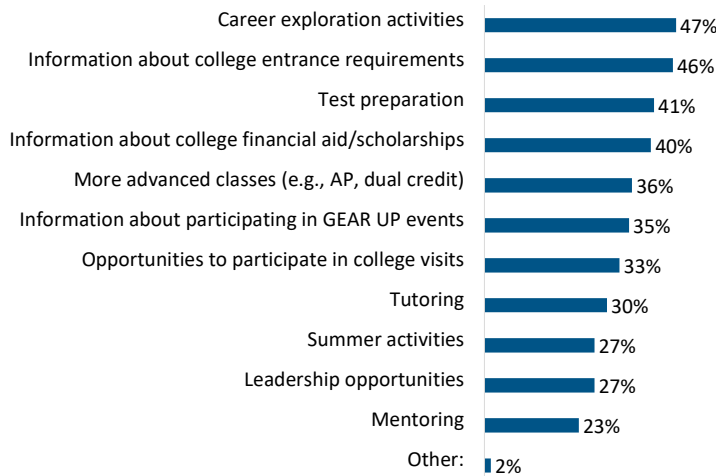 Career exploration activities 47%
Information about college entrance requirements 46%
Test preparation 41%
Information about college financial aid/scholarships 40%
More advanced classes (e.g., AP, dual credit) 36%
Information about participating in GEAR UP events 35%
Opportunities to participate in college visits 33%
Tutoring 30%
Summer activities 27%
Leadership opportunities 27%
Mentoring 23%
Other: 2%